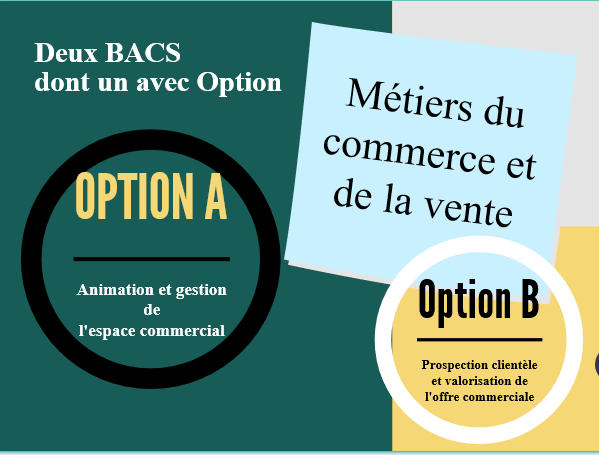 Deux BACS
dont un avec Option
Métiers du
commerce et
de la vente
OPTION A
Animation et gestion
de
l'espace commercial
Option B
Prospection clientèle
et valorisation de
l'offre commerciale